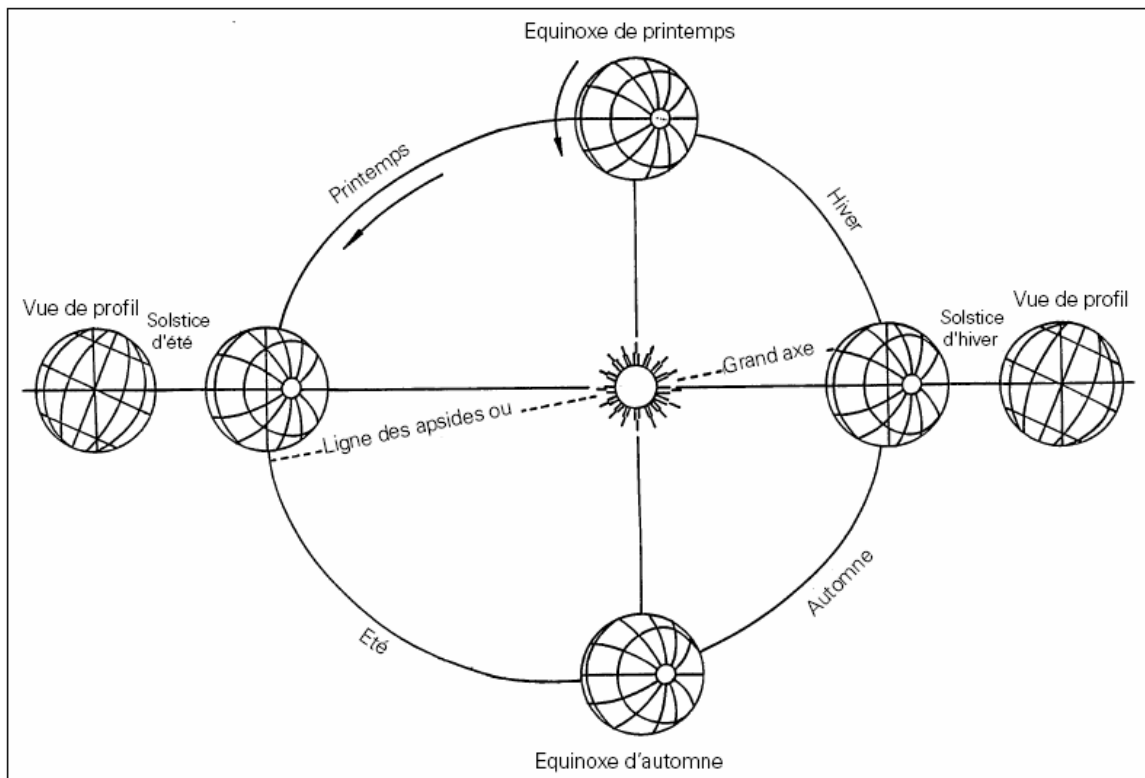 Equinoxe de printemps
Printemps
Hiver
Vue de profil
Solstice
d'été
Vue de profil
Solstice
d'hiver
Grand axe
Ligne des apsides ou
Eté
Automne
Equinoxe d'automne